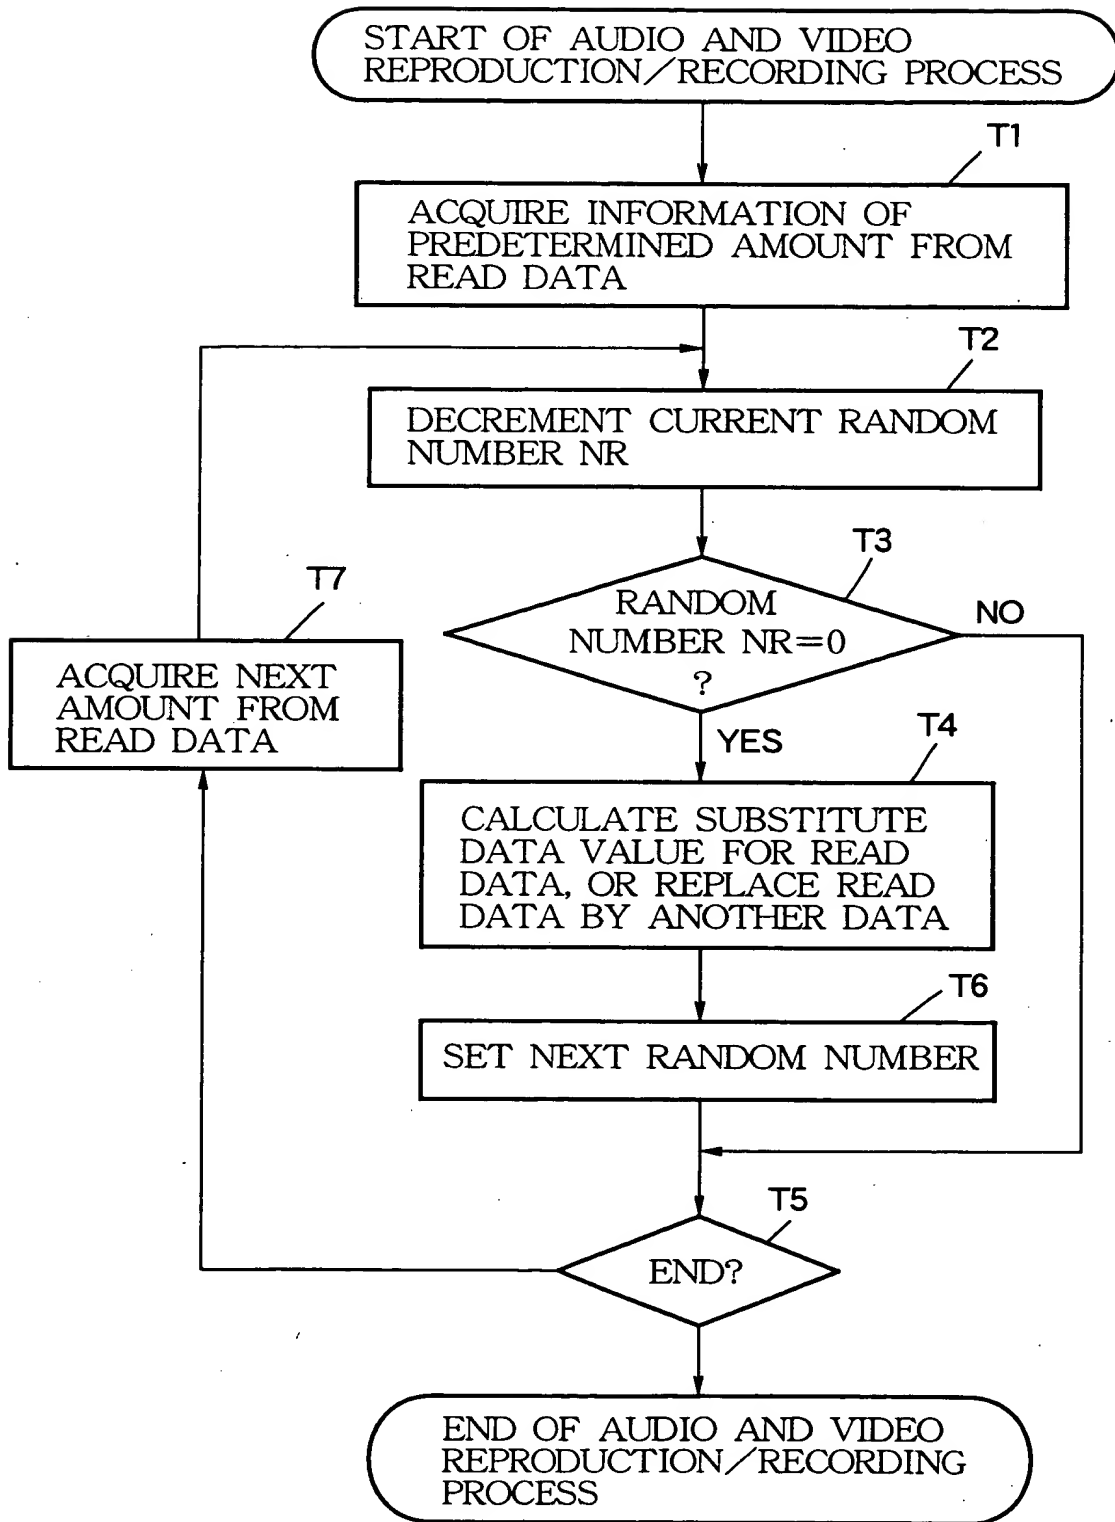 START OF AUDIO AND VIDEO
REPRODUCTION/RECORDING PROCESS
T1
ACQUIRE INFORMATION OF
PREDETERMINED AMOUNT FROM
READ DATA
T2
DECREMENT CURRENT RANDOM
NUMBER NR
T3
RANDOM
NUMBER NR=0
?
NO
YES
T7
ACQUIRE NEXT
AMOUNT FROM
READ DATA
T4
CALCULATE SUBSTITUTE
DATA VALUE FOR READ
DATA, OR REPLACE READ
DATA BY ANOTHER DATA
T6
SET NEXT RANDOM NUMBER
T5
END?
END OF AUDIO AND VIDEO
REPRODUCTION/RECORDING
PROCESS